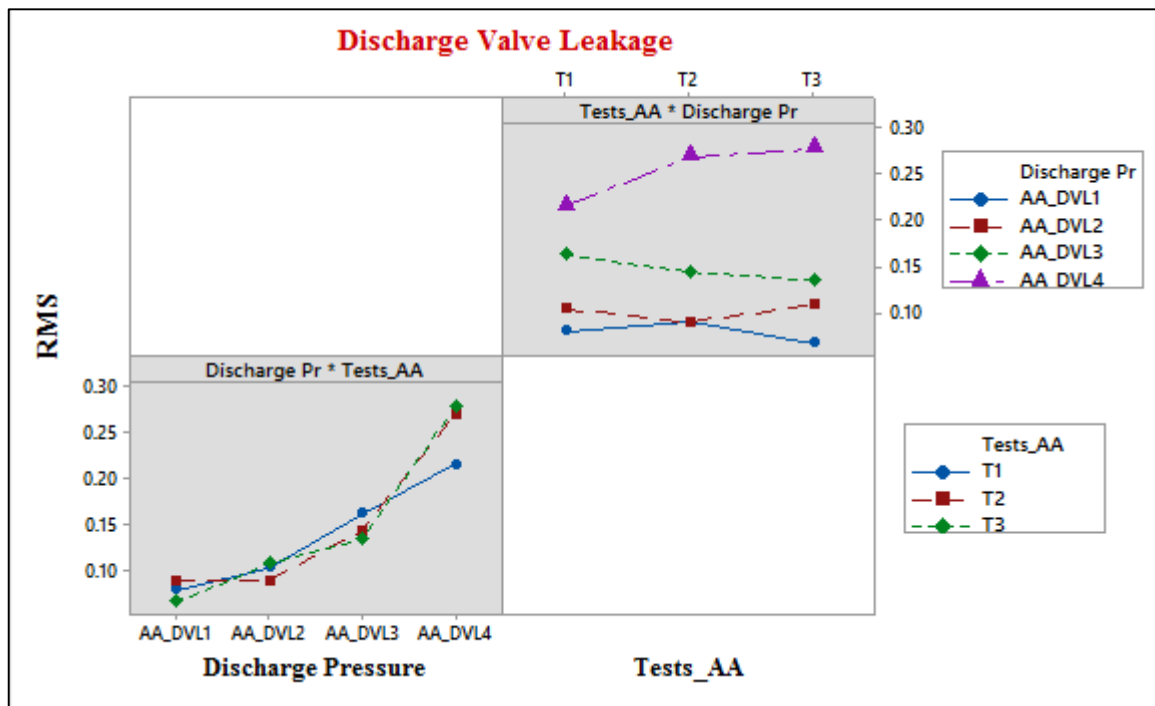 Discharge Valve Leakage
T1 T2 T3
Tests_AA * Discharge Pr
0.30
0.25
0.20
0.15
0.10
Discharge Pr
AA_DVL1
AA_DVL2
AA_DVL3
AA_DVL4
RMS
Discharge Pr * Tests_AA
0.30
0.25
0.20
0.15
0.10
Tests_AA
T1
T2
T3
AA_DVL1 AA_DVL2 AA_DVL3 AA_DVL4
Discharge Pressure
Tests_AA